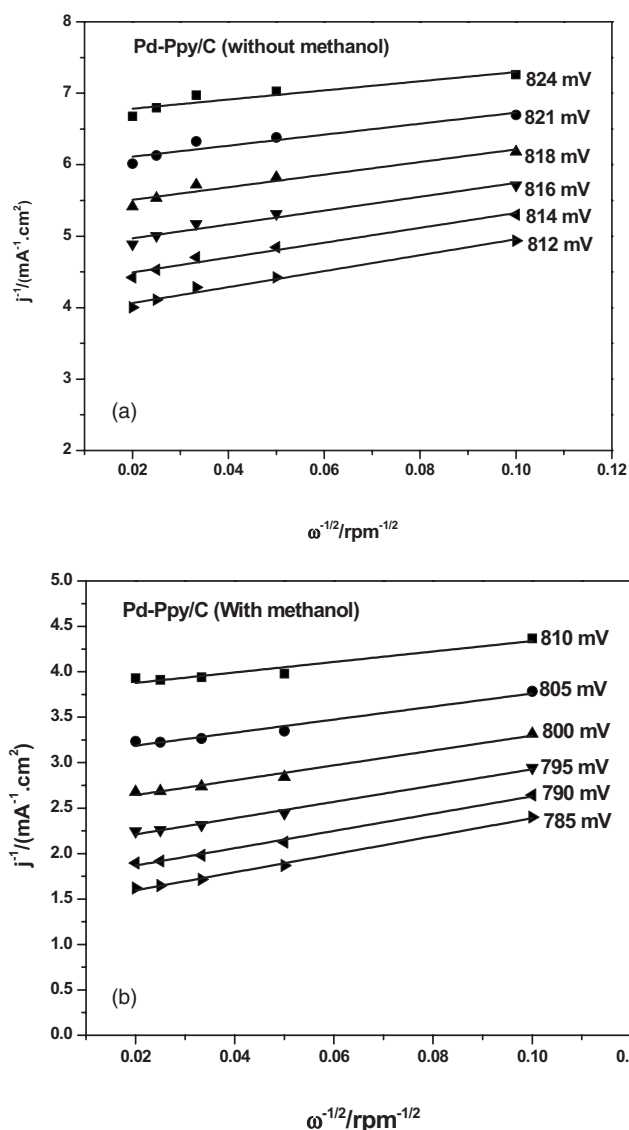 Pd-Ppy/C (without methanol)
8
7
6
5
4
3
2
824 mV
821 mV
818 mV
816 mV
814 mV
812 mV
j⁻¹/(mA⁻¹.cm²)
(a)
0.02 0.04 0.06 0.08 0.10 0.12
ω⁻¹/²/rpm⁻¹/²
Pd-Ppy/C (With methanol)
5.0
4.5
4.0
3.5
3.0
2.5
2.0
1.5
1.0
0.5
0.0
810 mV
805 mV
800 mV
795 mV
790 mV
785 mV
j⁻¹/(mA⁻¹.cm²)
(b)
0.02 0.04 0.06 0.08 0.10
ω⁻¹/²/rpm⁻¹/²